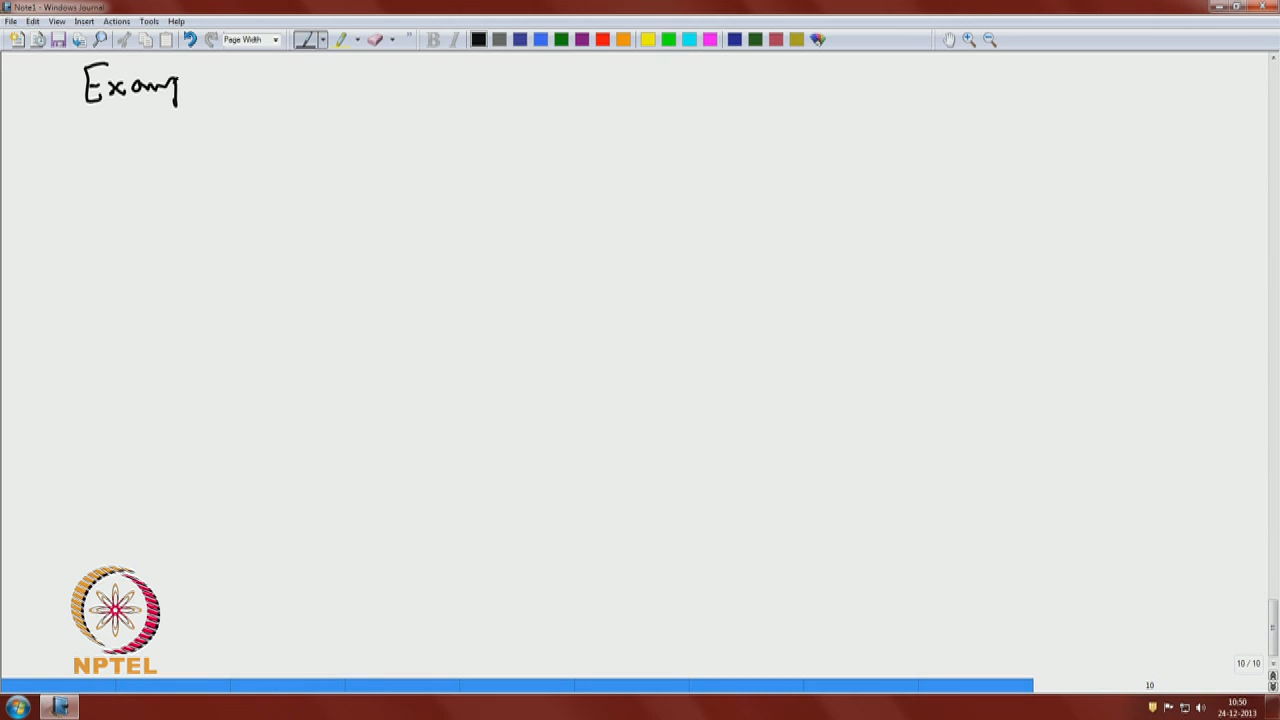 Note1 - Windows Journal
File Edit View Insert Actions Tools Help
Page Width
B I
Examp
NPTEL
10 / 10
10
10:50
24-12-2013